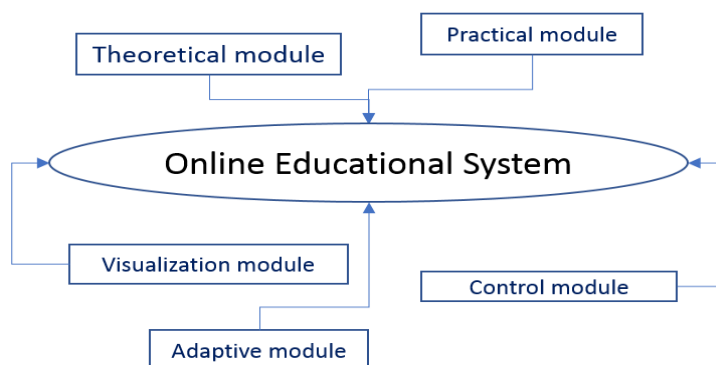 Practical module
Theoretical module
Online Educational System
Visualization module
Control module
Adaptive module